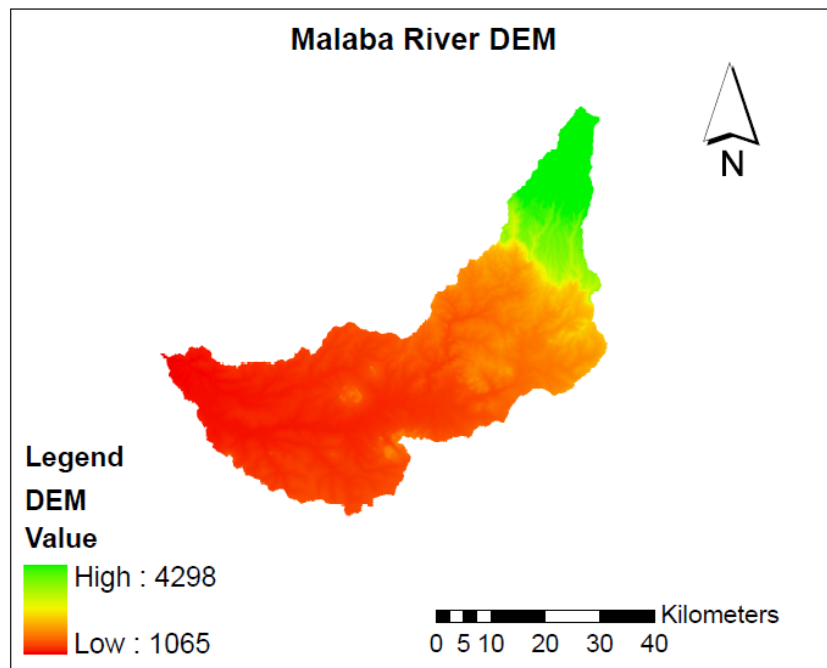 Malaba River DEM
N
Legend
DEM
Value
High : 4298
Low : 1065
Kilometers
0 5 10 20 30 40